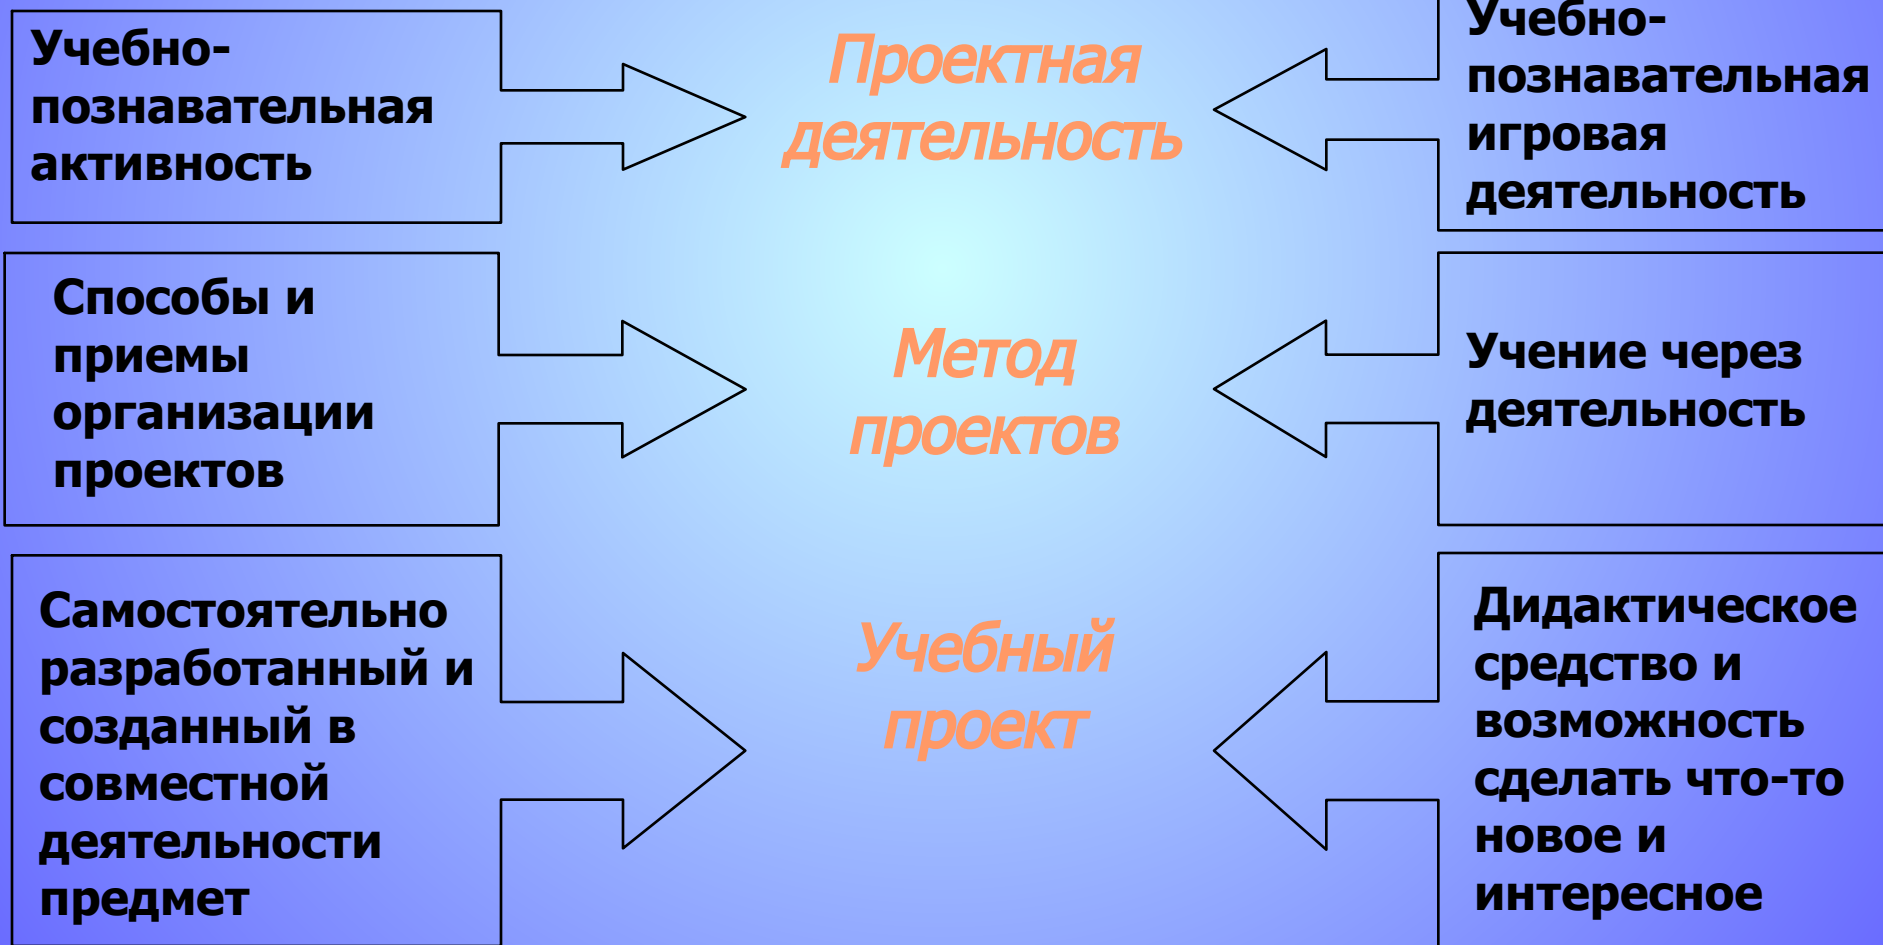 Учебно-
познавательная
активность
Проектная
деятельность
Учебно-
познавательная
игровая
деятельность
Способы и
приемы
организации
проектов
Метод
проектов
Учение через
деятельность
Самостоятельно
разработанный и
созданный в
совместной
деятельности
предмет
Учебный
проект
Дидактическое
средство и
возможность
сделать что-то
новое и
интересное